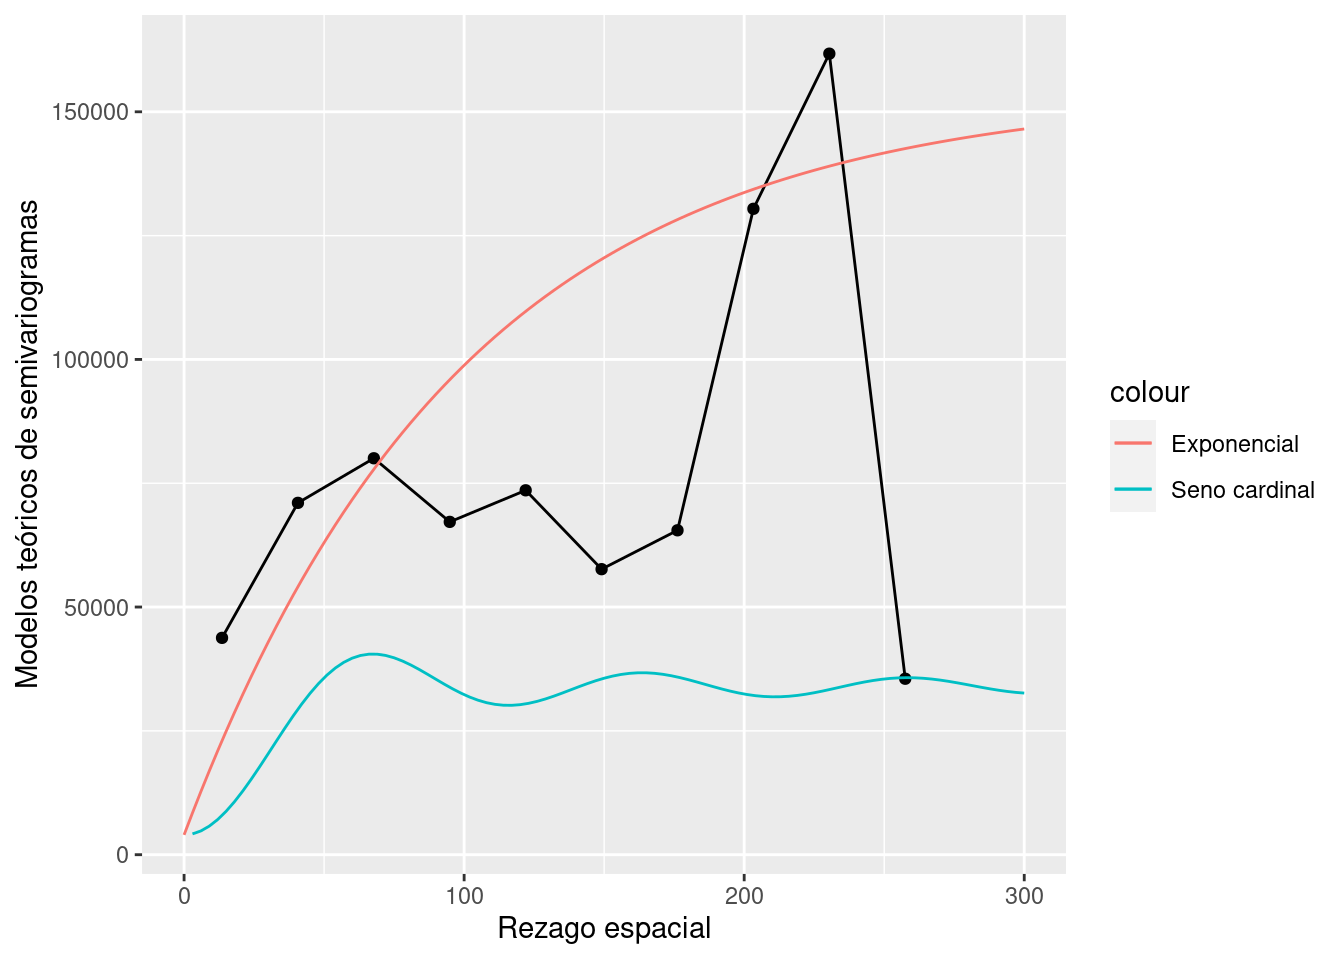 Modelos teóricos de semivariogramas
150000
100000
50000
0
0 100 200 300
Rezago espacial
colour
Exponencial
Seno cardinal